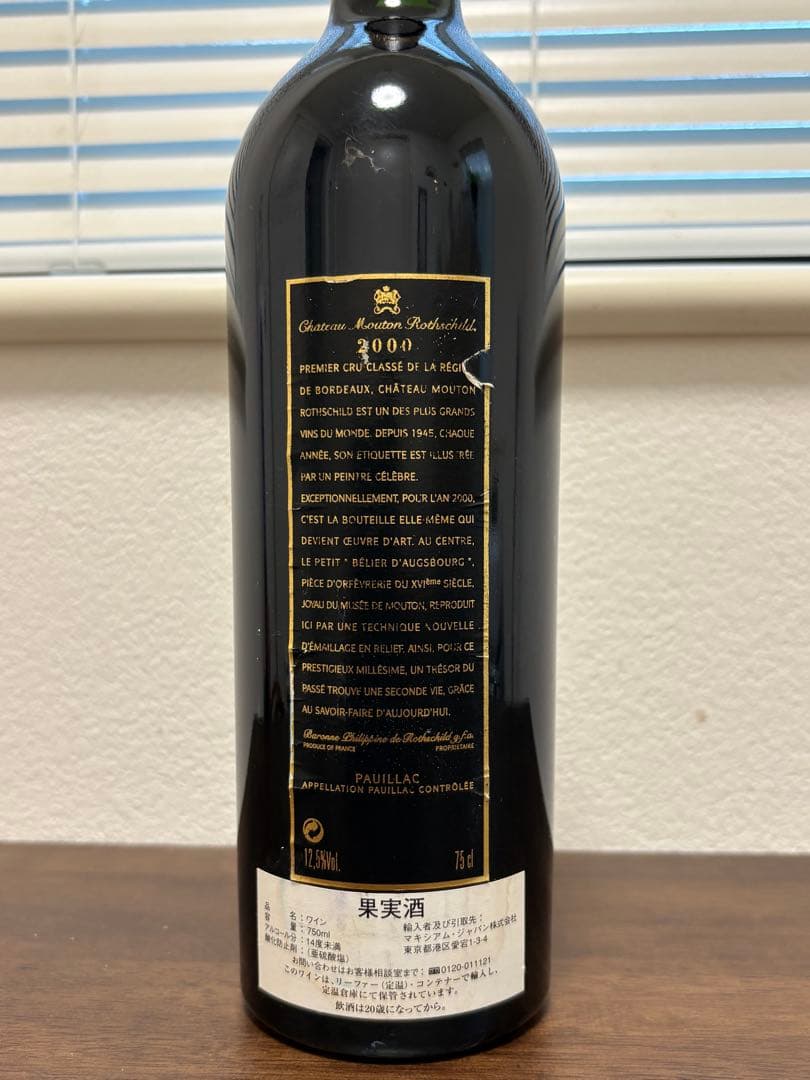 Chateau Mouton Rothschild.
2000
PREMIER CRU CLASSÉ DE LA RÉGI
DE BORDEAUX, CHÂTEAU MOUTON
ROTHSCHILD EST UN DES PLUS GRANDS
VINS DU MONDE. DEPUIS 1945, CHAQUE
ANNÉE, SON ETIQUETTE EST ILLUSTRÉE
PAR UN PEINTRE CÉLÈBRE.
EXCEPTIONNELLEMENT, POUR L'AN 2000,
C'EST LA BOUTEILLE ELLE-MÊME QUI
DEVIENT ŒUVRE D'ART. AU CENTRE,
LE PETIT " BÉLIER D'AUGSBOURG ",
PIÈCE D'ORFÈVRERIE DU XVIème SIÈCLE,
JOYAU DU MUSÉE DE MOUTON, REPRODUIT
ICI PAR UNE TECHNIQUE NOUVELLE
D'ÉMAILLAGE EN RELIEF. AINSI, POUR CE
PRESTIGIEUX MILLÉSIME, UN TRÉSOR DU
PASSÉ TROUVE UNE SECONDE VIE, GRÂCE
AU SAVOIR-FAIRE D'AUJOURD'HUI.
Baronne Philippine de Rothschild g.f.a.
PRODUCE OF FRANCE PROPRIETAIRE
PAUILLAC
APPELLATION PAUILLAC CONTRÔLÉE
12,5%Vol. 75 cl
果実酒
品名：ワイン
容量：750ml
アルコール分：14度未満
酸化防止剤：（亜硫酸塩）
輸入者及び引取先：
マキシアム・ジャパン株式会社
東京都港区愛宕1-3-4
お問い合わせはお客様相談室まで：0120-011121
このワインは、リーファー（定温）・コンテナーで輸入し、
定温倉庫にて保管されています。
飲酒は20歳になってから。